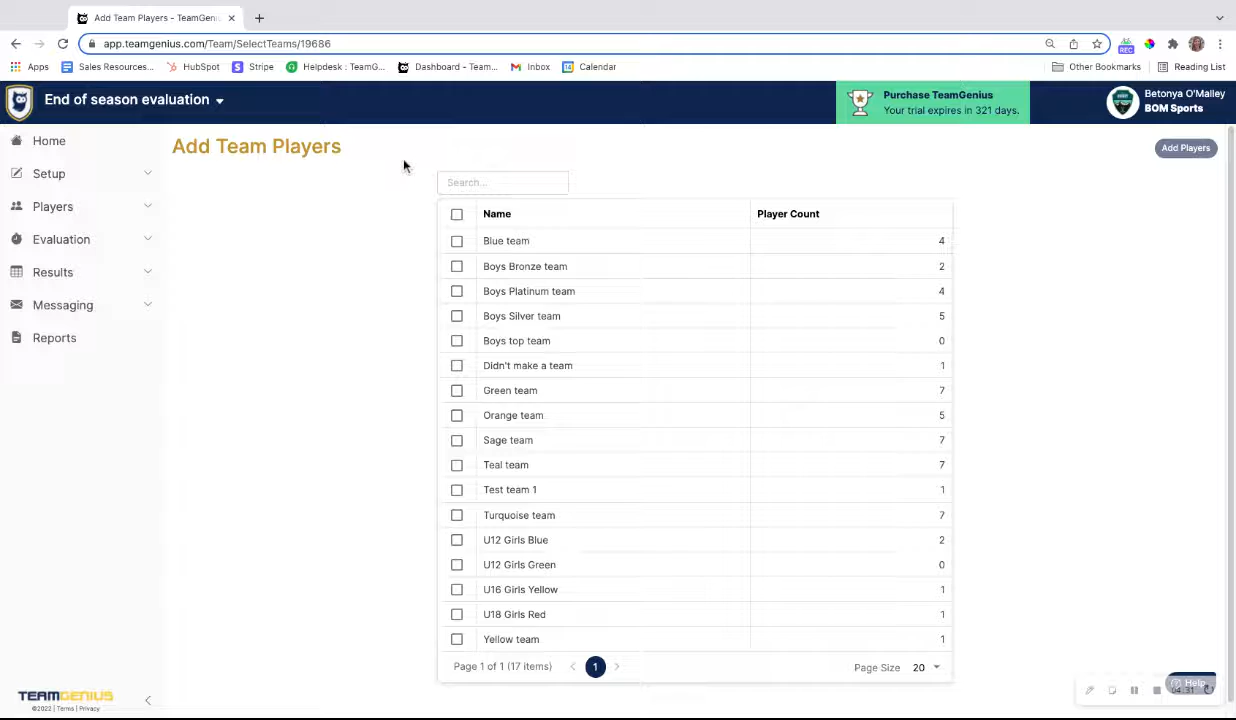 Add Team Players - TeamGeni
app.teamgenius.com/Team/SelectTeams/19686
REC
Apps
Sales Resources...
HubSpot
Stripe
Helpdesk : TeamG...
Dashboard - Team...
Inbox
Calendar
Other Bookmarks
Reading List
End of season evaluation
Purchase TeamGenius
Your trial expires in 321 days.
Betonya O'Malley
BOM Sports
Home
Setup
Players
Evaluation
Results
Messaging
Reports
Add Team Players
Add Players
Search...
Name Player Count
Blue team 4
Boys Bronze team 2
Boys Platinum team 4
Boys Silver team 5
Boys top team 0
Didn't make a team 1
Green team 7
Orange team 5
Sage team 7
Teal team 7
Test team 1 1
Turquoise team 7
U12 Girls Blue 2
U12 Girls Green 0
U16 Girls Yellow 1
U18 Girls Red 1
Yellow team 1
Page 1 of 1 (17 items) 1 Page Size 20
Help
TEAMGENIUS
©2022 | Terms | Privacy